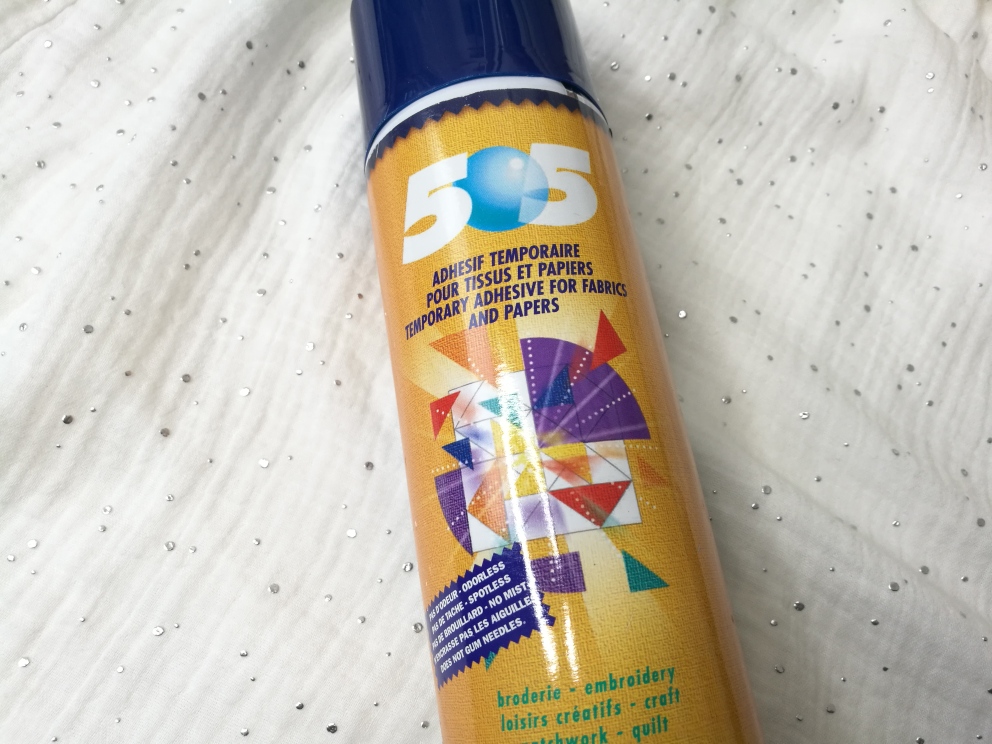 505
ADHESIF TEMPORAIRE
POUR TISSUS ET PAPIERS
TEMPORARY ADHESIVE FOR FABRICS
AND PAPERS
PAS D'ODEUR - ODORLESS
PAS DE TACHE - SPOTLESS
PAS DE BROUILLARD - NO MIST
N'ENCRASSE PAS LES AIGUILLES
DOES NOT GUM NEEDLES.
broderie - embroidery
loisirs créatifs - craft
patchwork - quilt